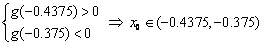 { g(−0.4375) > 0
g(−0.375) < 0 ⇒ x₀ ∈ (−0.4375, −0.375)